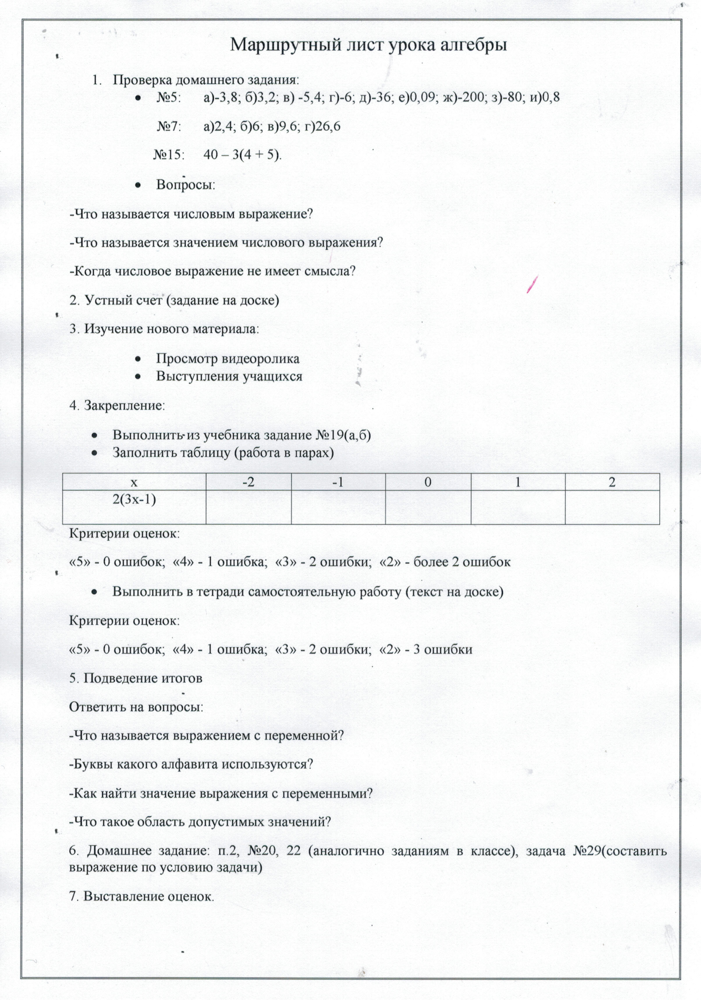 Маршрутный лист урока алгебры
1. Проверка домашнего задания:
• №5: а)-3,8; б)3,2; в) -5,4; г)-6; д)-36; е)0,09; ж)-200; з)-80; и)0,8
№7: а)2,4; б)6; в)9,6; г)26,6
№15: 40 – 3(4 + 5).
• Вопросы:
-Что называется числовым выражение?
-Что называется значением числового выражения?
-Когда числовое выражение не имеет смысла?
2. Устный счет (задание на доске)
3. Изучение нового материала:
• Просмотр видеоролика
• Выступления учащихся
4. Закрепление:
• Выполнить из учебника задание №19(а,б)
• Заполнить таблицу (работа в парах)
х -2 -1 0 1 2
2(3х-1)
Критерии оценок:
«5» - 0 ошибок; «4» - 1 ошибка; «3» - 2 ошибки; «2» - более 2 ошибок
• Выполнить в тетради самостоятельную работу (текст на доске)
Критерии оценок:
«5» - 0 ошибок; «4» - 1 ошибка; «3» - 2 ошибки; «2» - 3 ошибки
5. Подведение итогов
Ответить на вопросы:
-Что называется выражением с переменной?
-Буквы какого алфавита используются?
-Как найти значение выражения с переменными?
-Что такое область допустимых значений?
6. Домашнее задание: п.2, №20, 22 (аналогично заданиям в классе), задача №29(составить
выражение по условию задачи)
7. Выставление оценок.